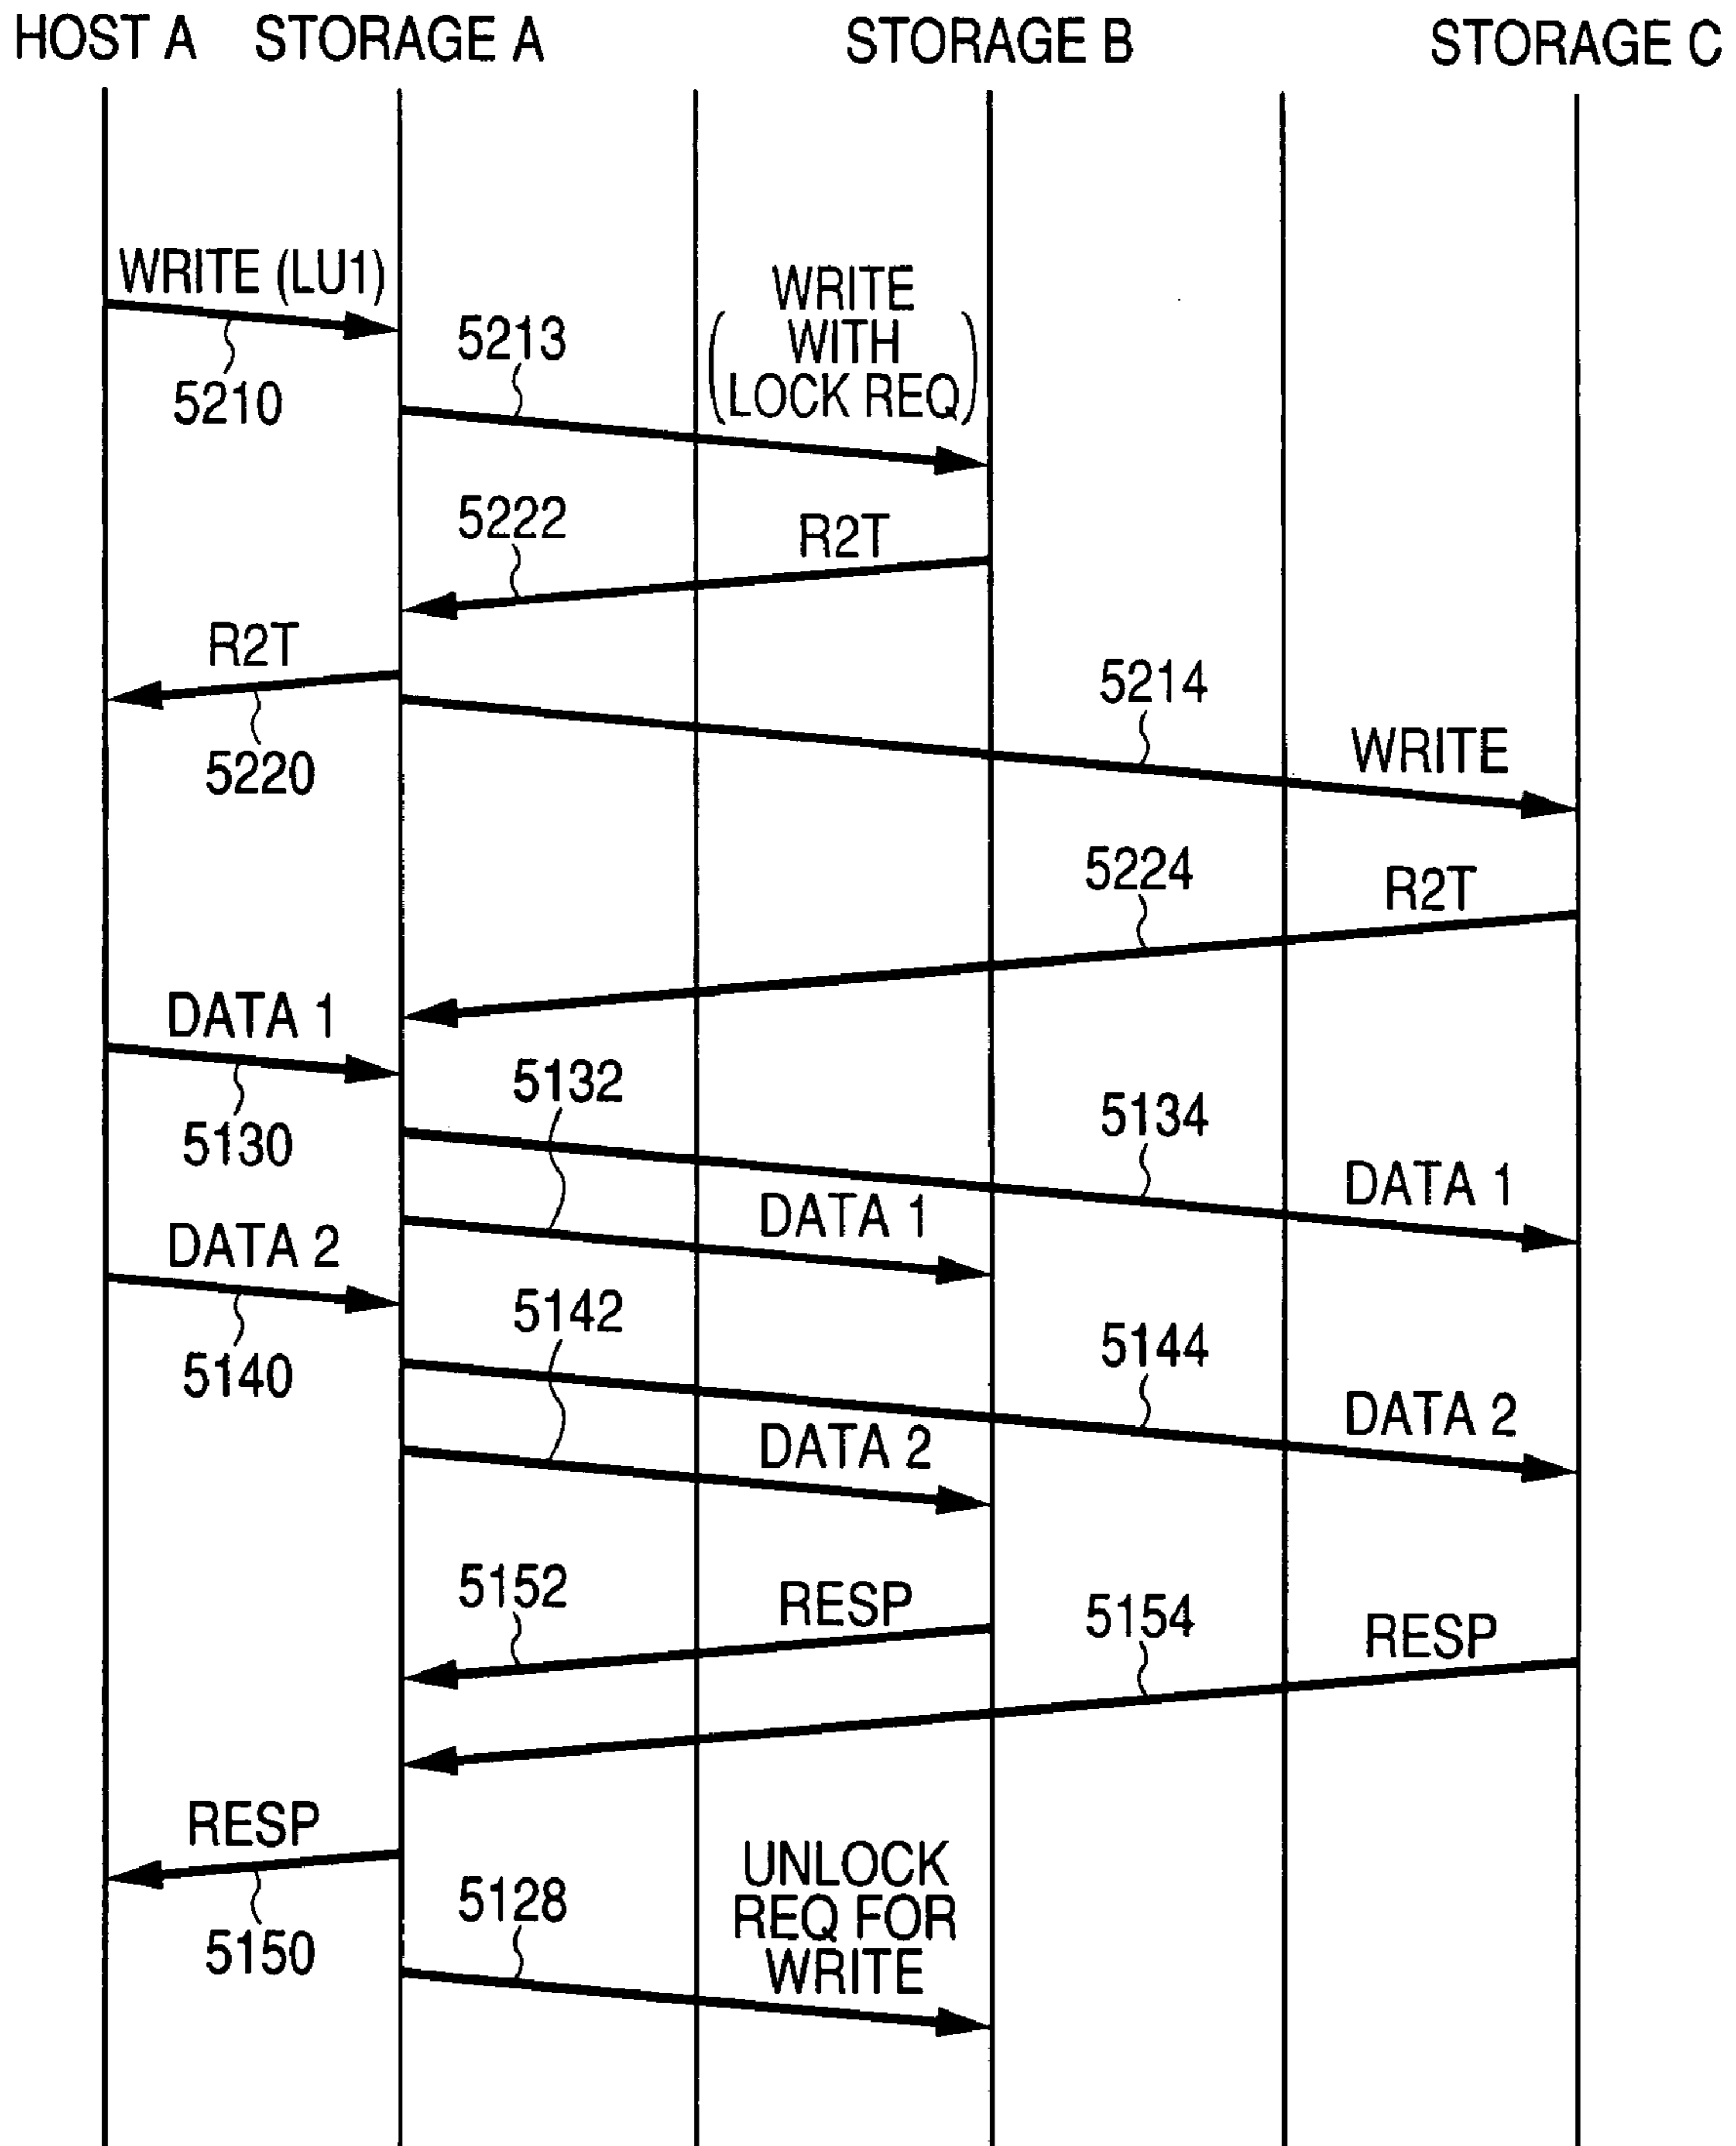 HOST A STORAGE A STORAGE B STORAGE C
WRITE (LU1)
5210
5213
WRITE
(WITH
LOCK REQ)
5222
R2T
R2T
5220
5214
WRITE
5224
R2T
DATA 1
5130
5132
5134
DATA 1
DATA 1
DATA 2
5140
5142
5144
DATA 2
DATA 2
5152
RESP
5154
RESP
RESP
5150
5128
UNLOCK
REQ FOR
WRITE